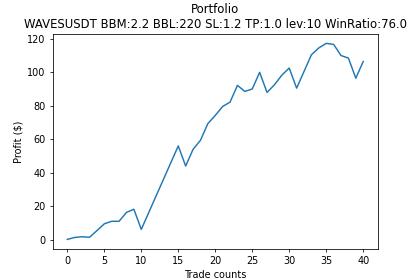 Portfolio
WAVESUSDT BBM:2.2 BBL:220 SL:1.2 TP:1.0 lev:10 WinRatio:76.0
120
100
80
60
40
20
0
Profit ($)
0 5 10 15 20 25 30 35 40
Trade counts